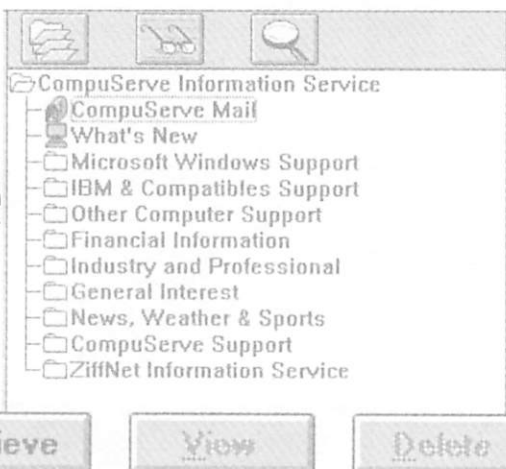 CompuServe Information Service
CompuServe Mail
What's New
Microsoft Windows Support
IBM & Compatibles Support
Other Computer Support
Financial Information
Industry and Professional
General Interest
News, Weather & Sports
CompuServe Support
ZiffNet Information Service
ieve View Delete